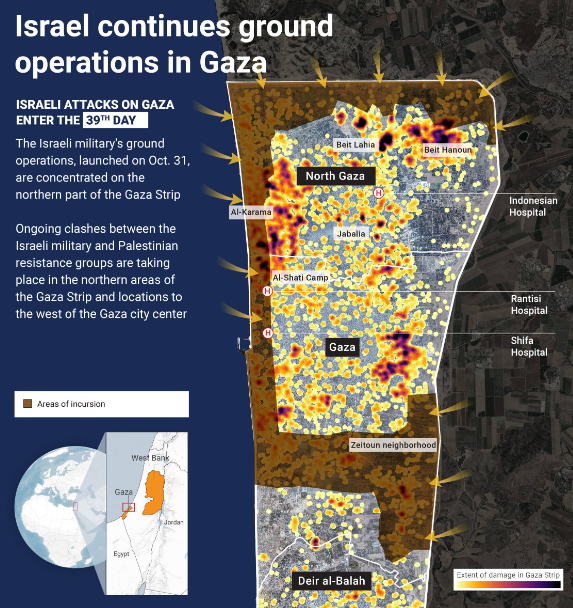 Israel continues ground
operations in Gaza
ISRAELI ATTACKS ON GAZA
ENTER THE 39TH DAY
The Israeli military's ground
operations, launched on Oct. 31,
are concentrated on the
northern part of the Gaza Strip
Ongoing clashes between the
Israeli military and Palestinian
resistance groups are taking
place in the northern areas of
the Gaza Strip and locations to
the west of the Gaza city center
Areas of incursion
West Bank
Gaza
Jordan
Egypt
Beit Lahia
Beit Hanoun
North Gaza
H
Indonesian
Hospital
Al-Karama
Jabalia
Al-Shati Camp
H
Rantisi
Hospital
H
Shifa
Hospital
Gaza
Zeitoun neighborhood
Deir al-Balah
Extent of damage in Gaza Strip